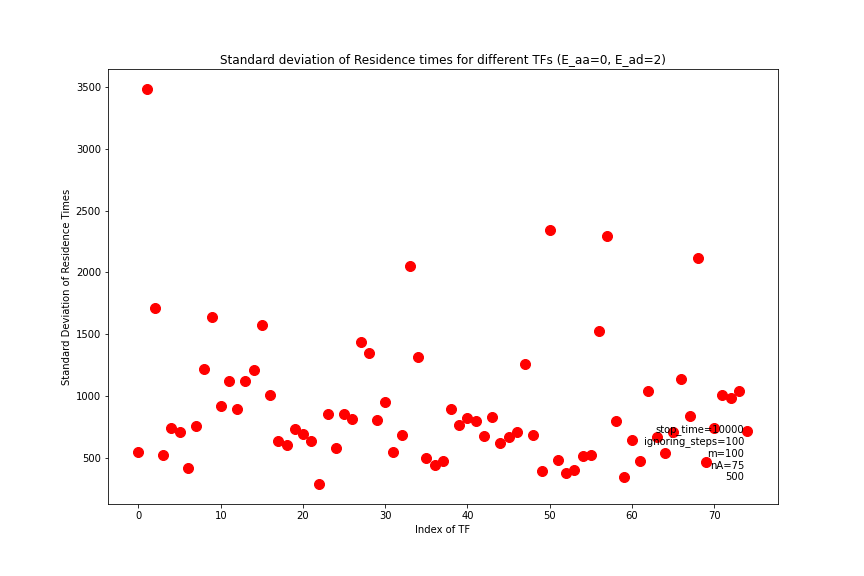 Standard deviation of Residence times for different TFs (E_aa=0, E_ad=2)
Standard Deviation of Residence Times
3500
3000
2500
2000
1500
1000
500
stop_time=10000
ignoring_steps=100
m=100
nA=75
500
0 10 20 30 40 50 60 70
Index of TF